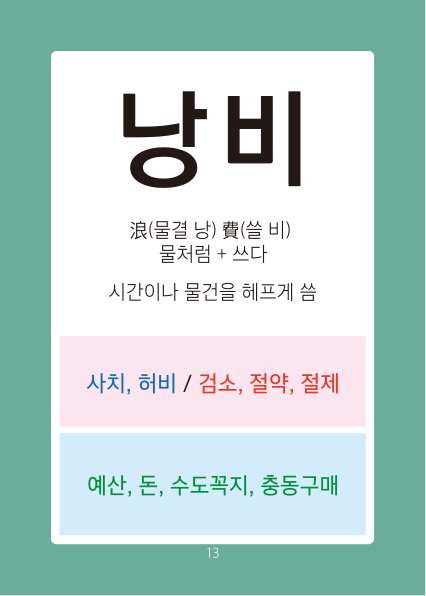 낭비
浪(물결 낭) 費(쓸 비)
물처럼 + 쓰다
시간이나 물건을 헤프게 씀
사치, 허비 / 검소, 절약, 절제
예산, 돈, 수도꼭지, 충동구매
13